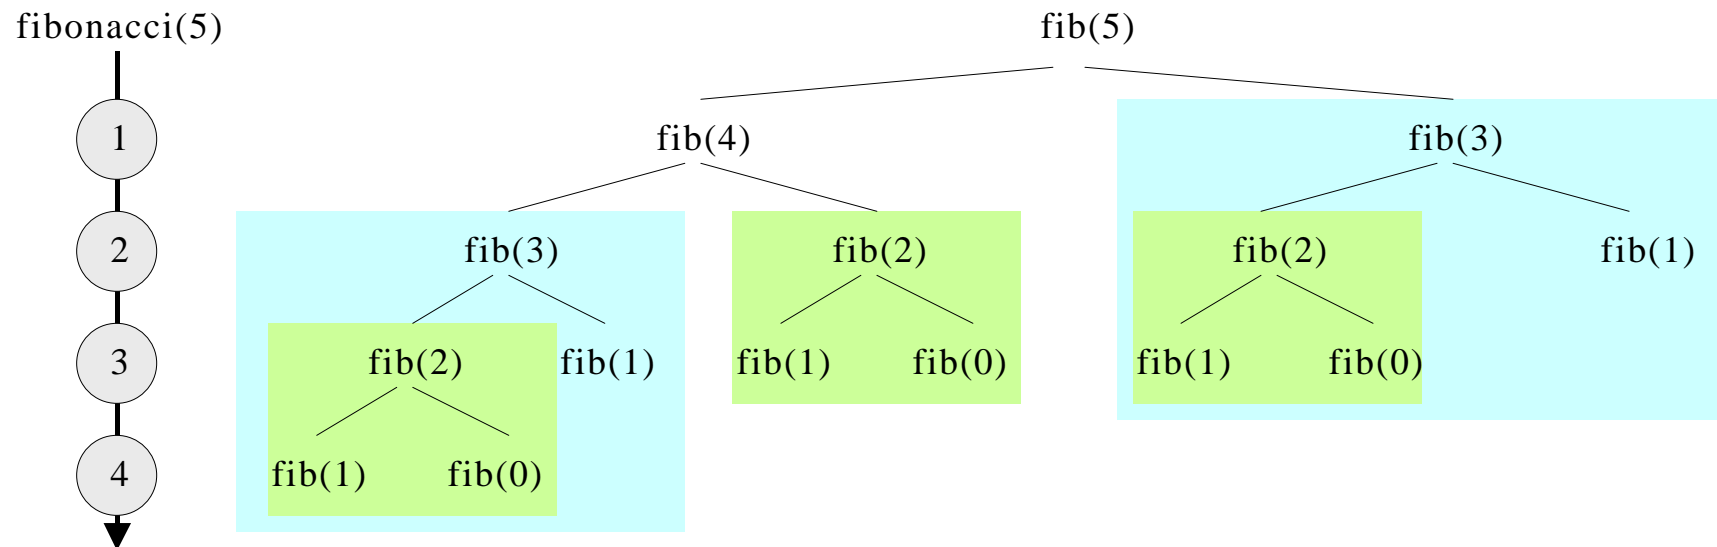 fibonacci(5) fib(5)
1 fib(4) fib(3)
2 fib(3) fib(2) fib(2) fib(1)
3 fib(2) fib(1) fib(1) fib(0) fib(1) fib(0)
4 fib(1) fib(0)